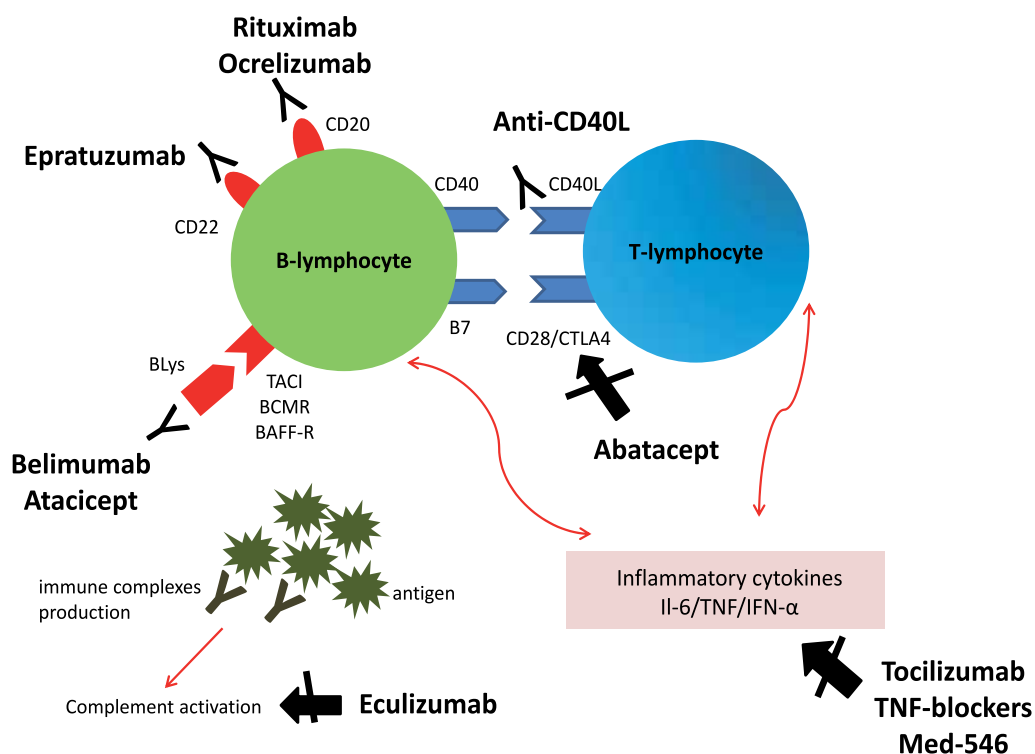 Rituximab
Ocrelizumab
CD20
Anti-CD40L
Epratuzumab
CD40
CD40L
CD22
B-lymphocyte
T-lymphocyte
B7
CD28/CTLA4
BLys
TACI
BCMR
BAFF-R
Abatacept
Belimumab
Atacicept
immune complexes
production
antigen
Inflammatory cytokines
Il-6/TNF/IFN-α
Complement activation
Eculizumab
Tocilizumab
TNF-blockers
Med-546